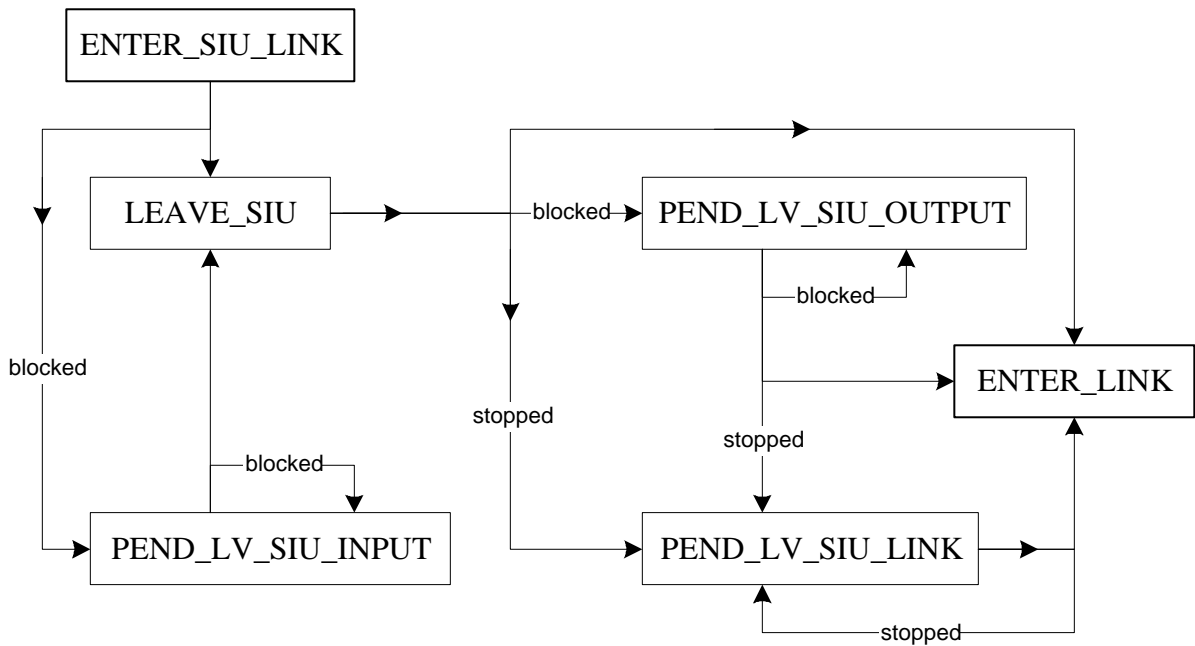 ENTER_SIU_LINK
LEAVE_SIU
blocked
PEND_LV_SIU_OUTPUT
blocked
blocked
ENTER_LINK
stopped
stopped
blocked
PEND_LV_SIU_INPUT
PEND_LV_SIU_LINK
stopped